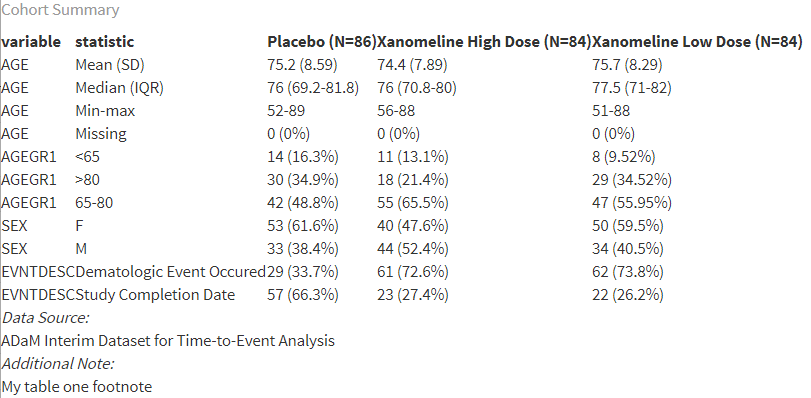 Cohort Summary
variable statistic Placebo (N=86) Xanomeline High Dose (N=84) Xanomeline Low Dose (N=84)
AGE Mean (SD) 75.2 (8.59) 74.4 (7.89) 75.7 (8.29)
AGE Median (IQR) 76 (69.2-81.8) 76 (70.8-80) 77.5 (71-82)
AGE Min-max 52-89 56-88 51-88
AGE Missing 0 (0%) 0 (0%) 0 (0%)
AGEGR1 <65 14 (16.3%) 11 (13.1%) 8 (9.52%)
AGEGR1 >80 30 (34.9%) 18 (21.4%) 29 (34.52%)
AGEGR1 65-80 42 (48.8%) 55 (65.5%) 47 (55.95%)
SEX F 53 (61.6%) 40 (47.6%) 50 (59.5%)
SEX M 33 (38.4%) 44 (52.4%) 34 (40.5%)
EVNTDESC Dematologic Event Occured 29 (33.7%) 61 (72.6%) 62 (73.8%)
EVNTDESC Study Completion Date 57 (66.3%) 23 (27.4%) 22 (26.2%)
Data Source:
ADaM Interim Dataset for Time-to-Event Analysis
Additional Note:
My table one footnote